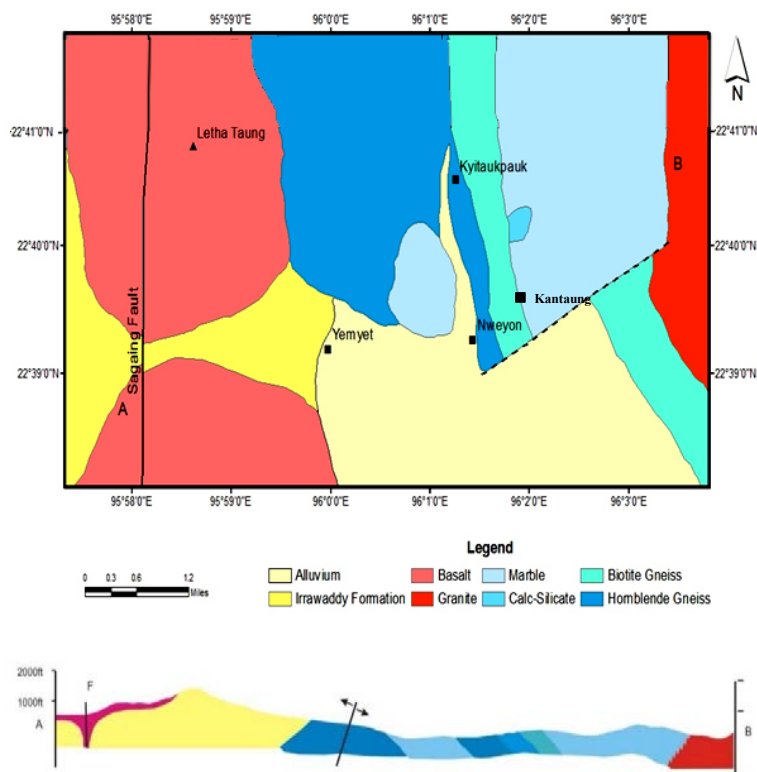 95°58'0"E 95°59'0"E 96°0'0"E 96°1'0"E 96°2'0"E 96°3'0"E
N
22°41'0"N 22°41'0"N
Letha Taung
Kyitaukpauk
B
22°40'0"N 22°40'0"N
Kantaung
Yemyet
Nweyon
Sagaing Fault
22°39'0"N 22°39'0"N
A
95°58'0"E 95°59'0"E 96°0'0"E 96°1'0"E 96°2'0"E 96°3'0"E
Legend
0 0.3 0.6 1.2
Miles
Alluvium Basalt Marble Biotite Gneiss
Irrawaddy Formation Granite Calc-Silicate Hornblende Gneiss
2000ft
F
1000ft
A B